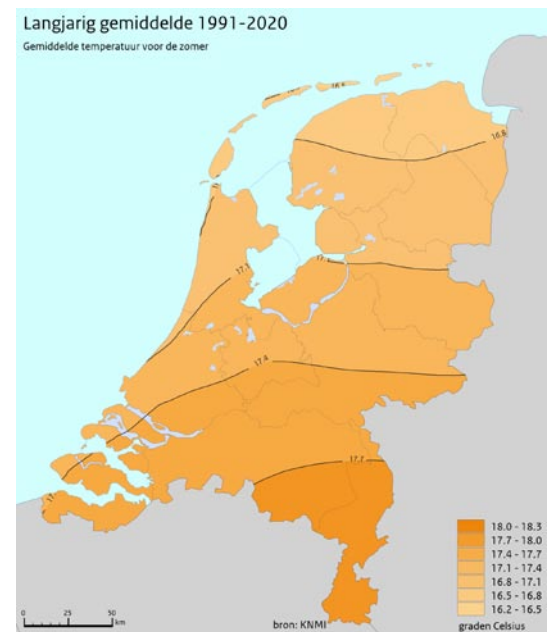 Langjarig gemiddelde 1991-2020
Gemiddelde temperatuur voor de zomer
16.8
17.1
17.4
17.7
18.0 - 18.3
17.7 - 18.0
17.4 - 17.7
17.1 - 17.4
16.8 - 17.1
16.5 - 16.8
16.2 - 16.5
graden Celsius
0 25 50
km
bron: KNMI